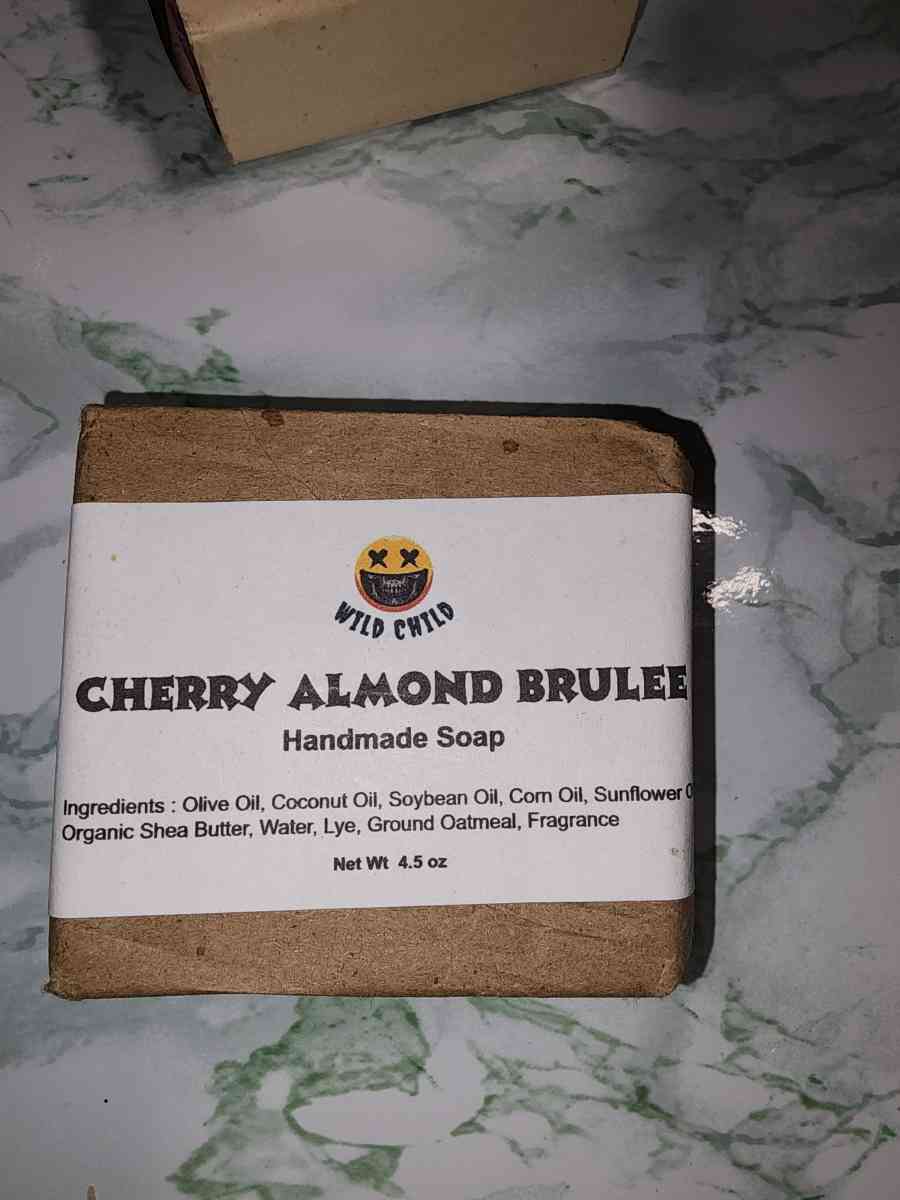 WILD CHILD
CHERRY ALMOND BRULEE
Handmade Soap
Ingredients : Olive Oil, Coconut Oil, Soybean Oil, Corn Oil, Sunflower
Organic Shea Butter, Water, Lye, Ground Oatmeal, Fragrance
Net Wt 4.5 oz